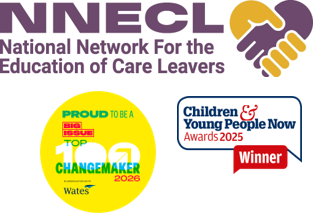 NNECL
National Network For the
Education of Care Leavers
PROUD TO BE A
BIG ISSUE
TOP
100
CHANGEMAKER
2026
Wates
Children &
Young People Now
Awards 2025
Winner